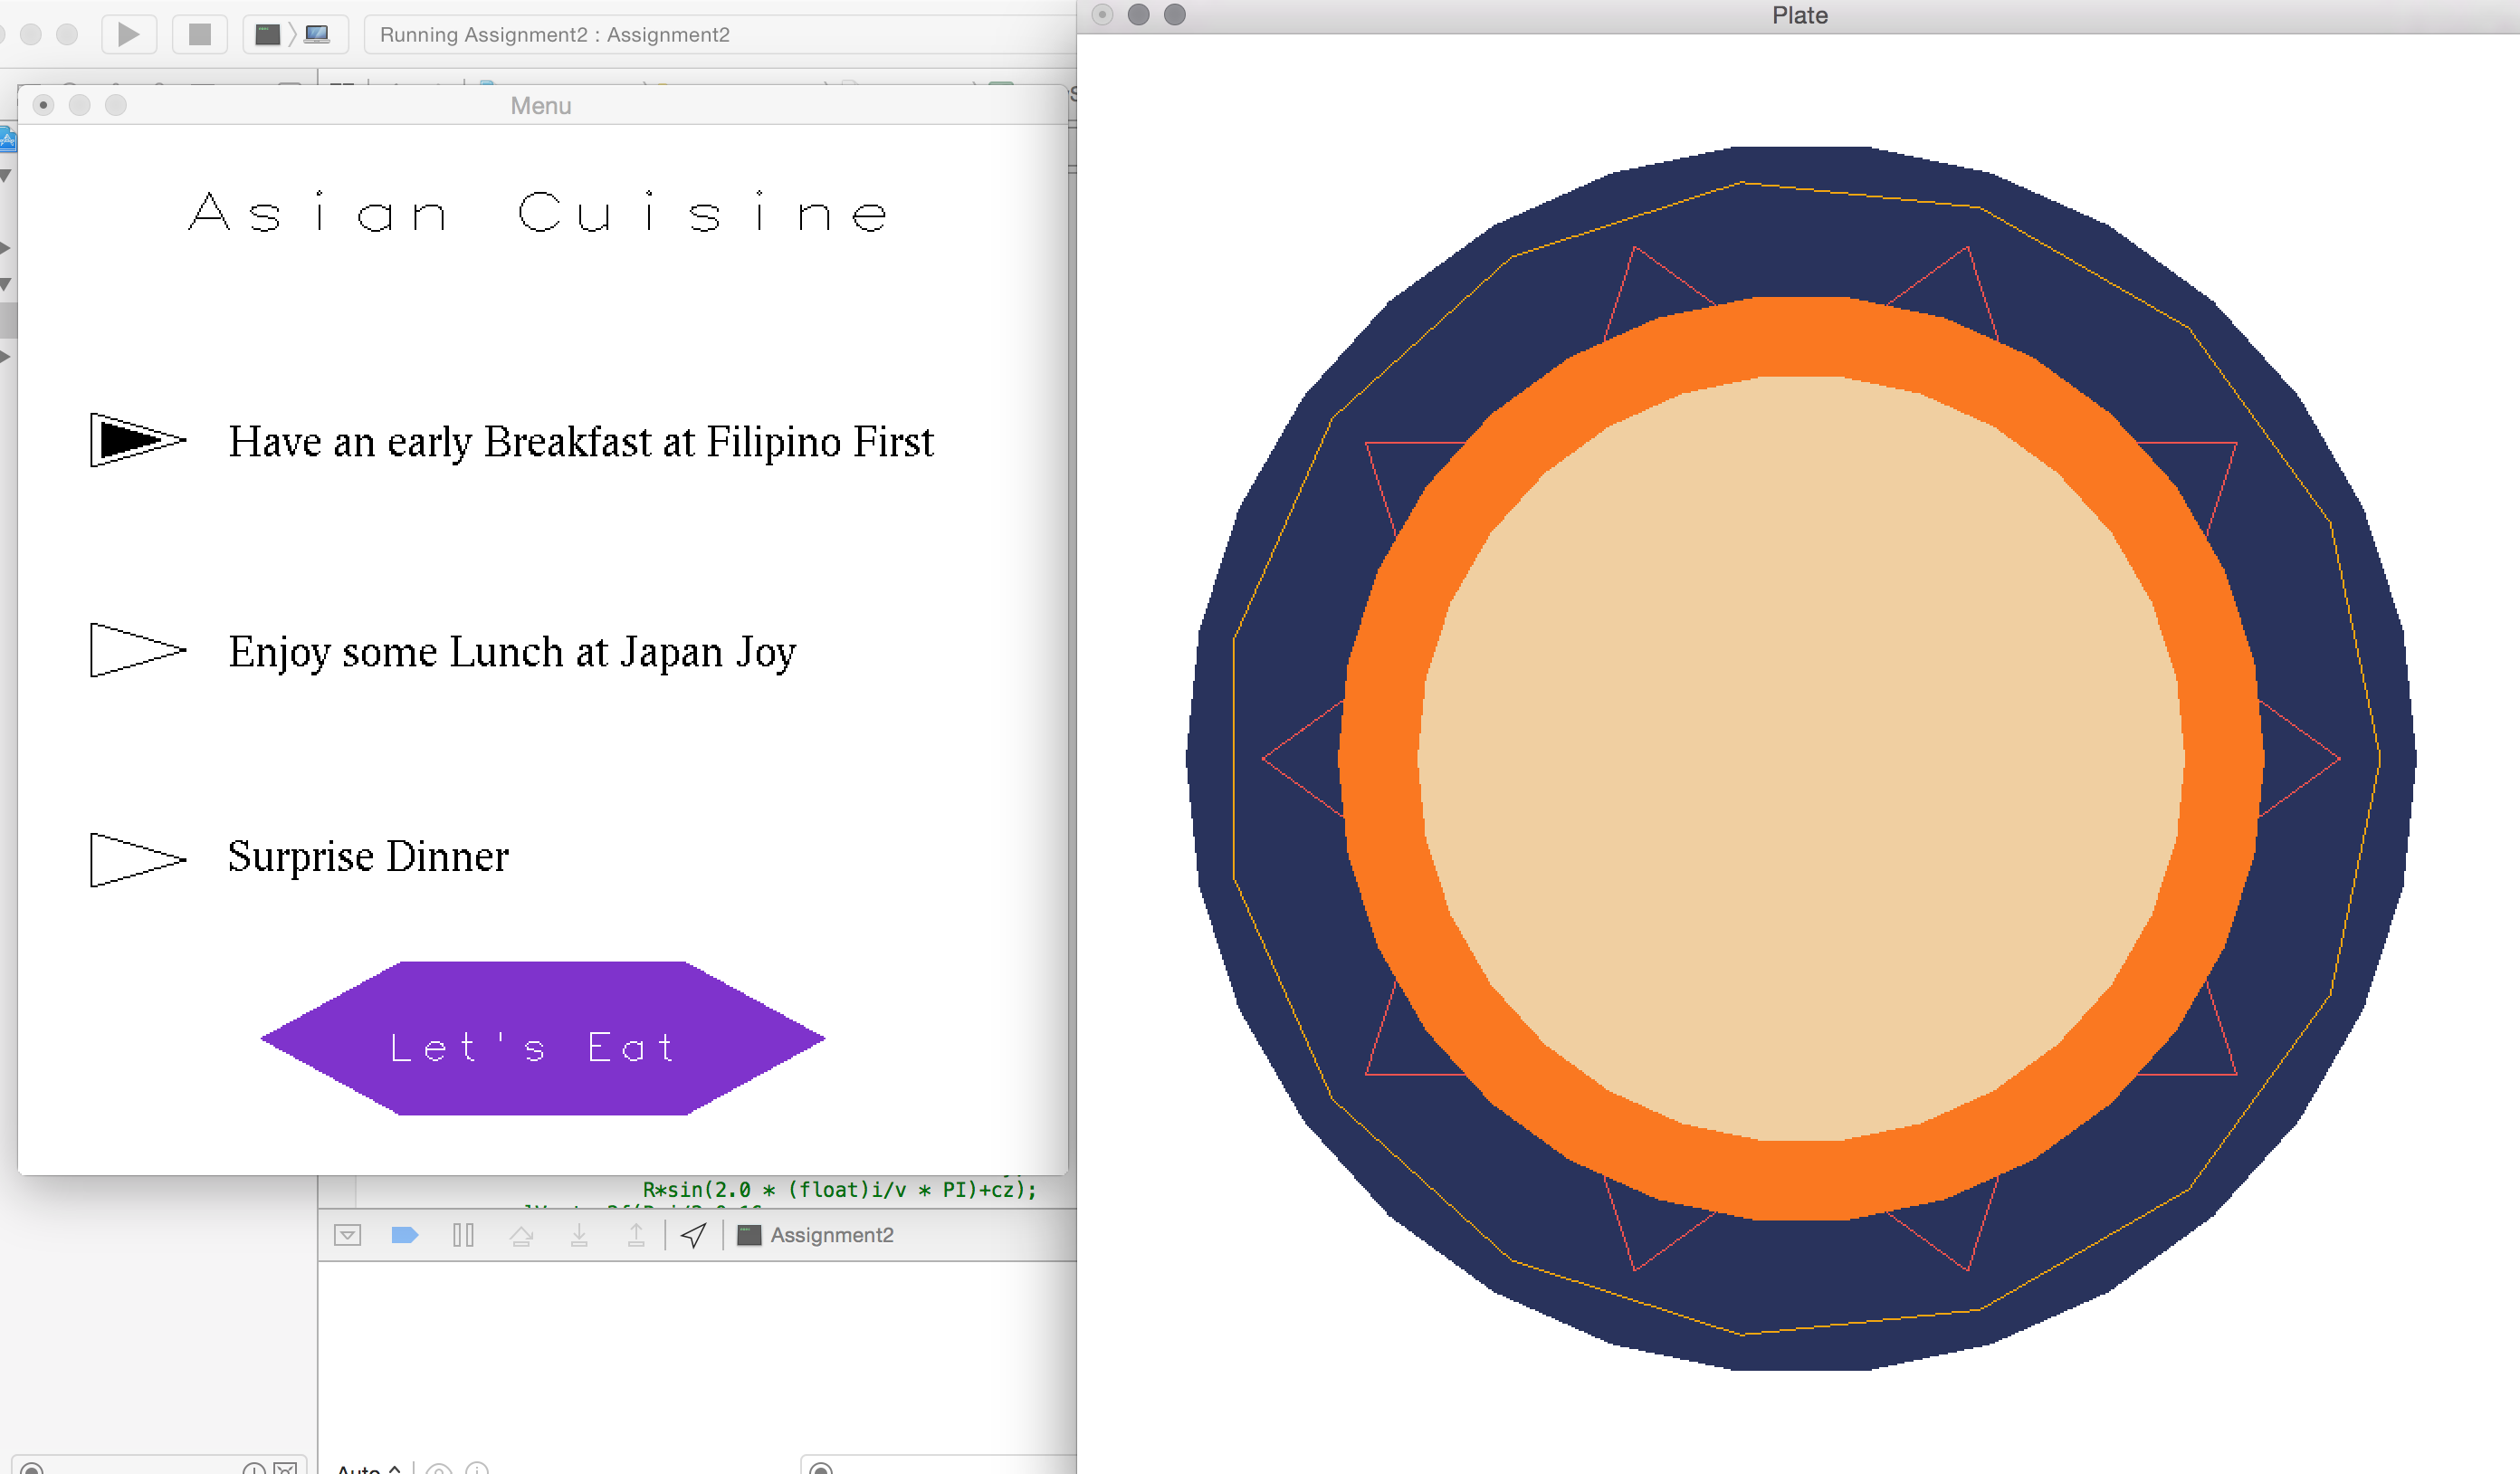 Running Assignment2 : Assignment2
Plate
Menu
Asian Cuisine
Have an early Breakfast at Filipino First
Enjoy some Lunch at Japan Joy
Surprise Dinner
Let's Eat
R*sin(2.0 * (float)i/v * PI)+cz);
Assignment2
Auto